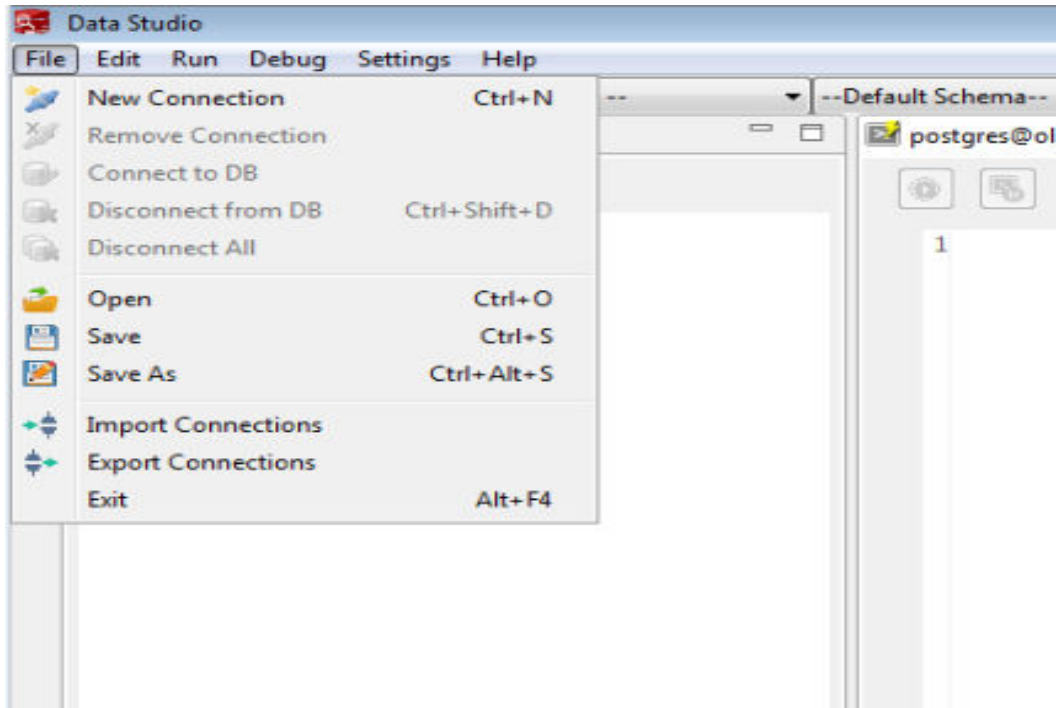 Data Studio
File Edit Run Debug Settings Help
New Connection Ctrl+N
-- --Default Schema--
Remove Connection
postgres@ol
Connect to DB
Disconnect from DB Ctrl+Shift+D
Disconnect All
1
Open Ctrl+O
Save Ctrl+S
Save As Ctrl+Alt+S
Import Connections
Export Connections
Exit Alt+F4